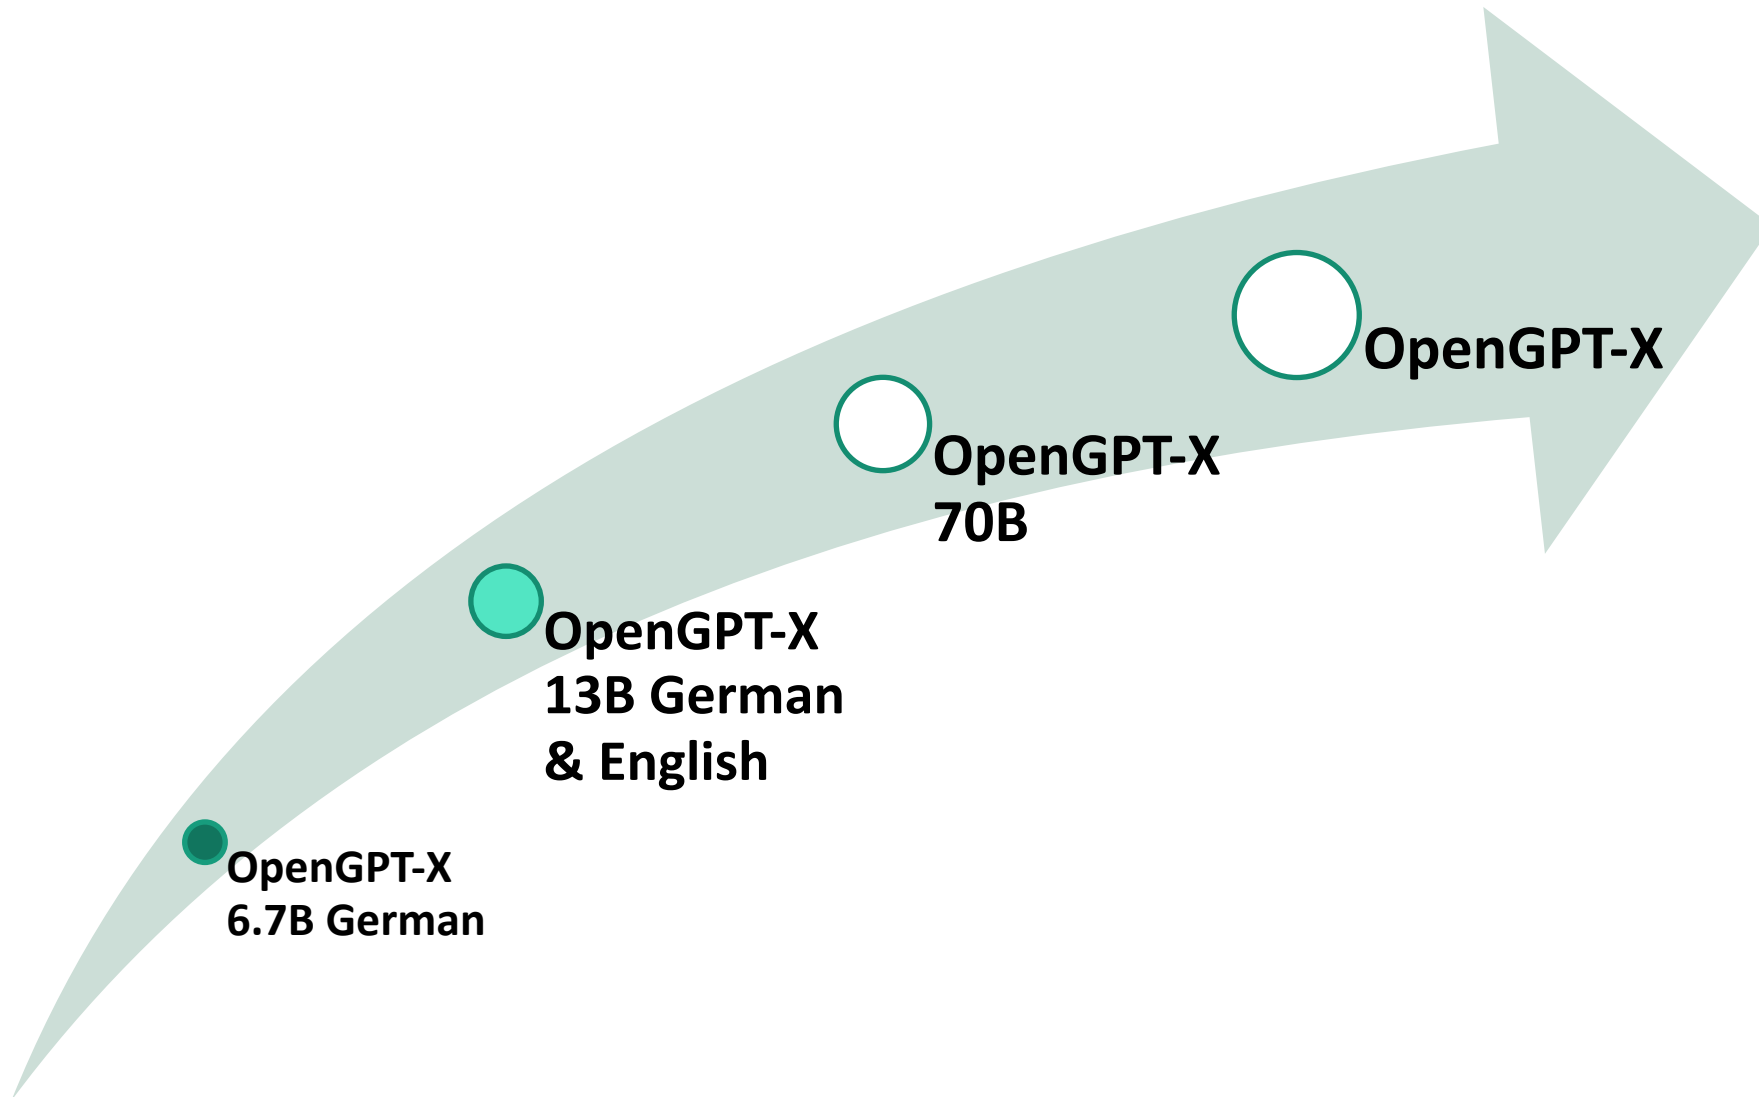 OpenGPT-X
6.7B German
OpenGPT-X
13B German
& English
OpenGPT-X
70B
OpenGPT-X